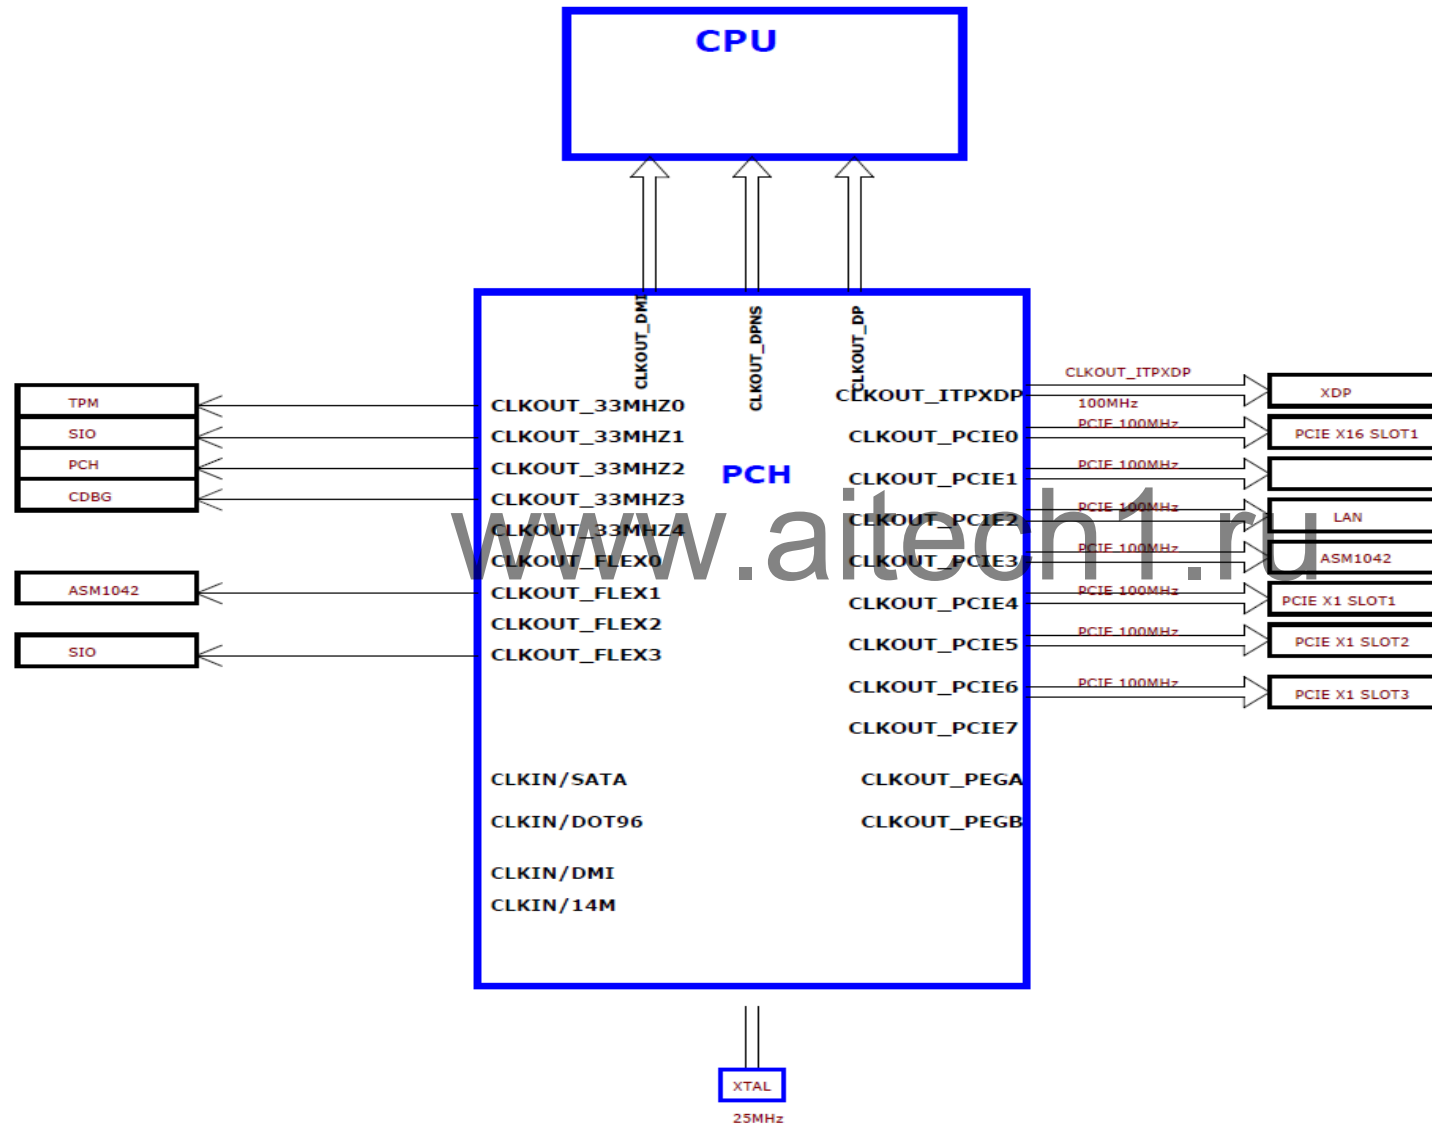 CPU
CLKOUT_DMI
CLKOUT_DPNS
CLKOUT_DP
TPM
SIO
PCH
CDBG
ASM1042
SIO
CLKOUT_33MHZ0
CLKOUT_33MHZ1
CLKOUT_33MHZ2
CLKOUT_33MHZ3
CLKOUT_33MHZ4
CLKOUT_FLEX0
CLKOUT_FLEX1
CLKOUT_FLEX2
CLKOUT_FLEX3
CLKIN/SATA
CLKIN/DOT96
CLKIN/DMI
CLKIN/14M
PCH
www.aitech1.ru
CLKOUT_ITPXDP
CLKOUT_PCIE0
CLKOUT_PCIE1
CLKOUT_PCIE2
CLKOUT_PCIE3
CLKOUT_PCIE4
CLKOUT_PCIE5
CLKOUT_PCIE6
CLKOUT_PCIE7
CLKOUT_PEGA
CLKOUT_PEGB
CLKOUT_ITPXDP
100MHz
PCIE 100MHz
PCIE 100MHz
PCIE 100MHz
PCIE 100MHz
PCIE 100MHz
PCIE 100MHz
PCIE 100MHz
XDP
PCIE X16 SLOT1
LAN
ASM1042
PCIE X1 SLOT1
PCIE X1 SLOT2
PCIE X1 SLOT3
XTAL
25MHz